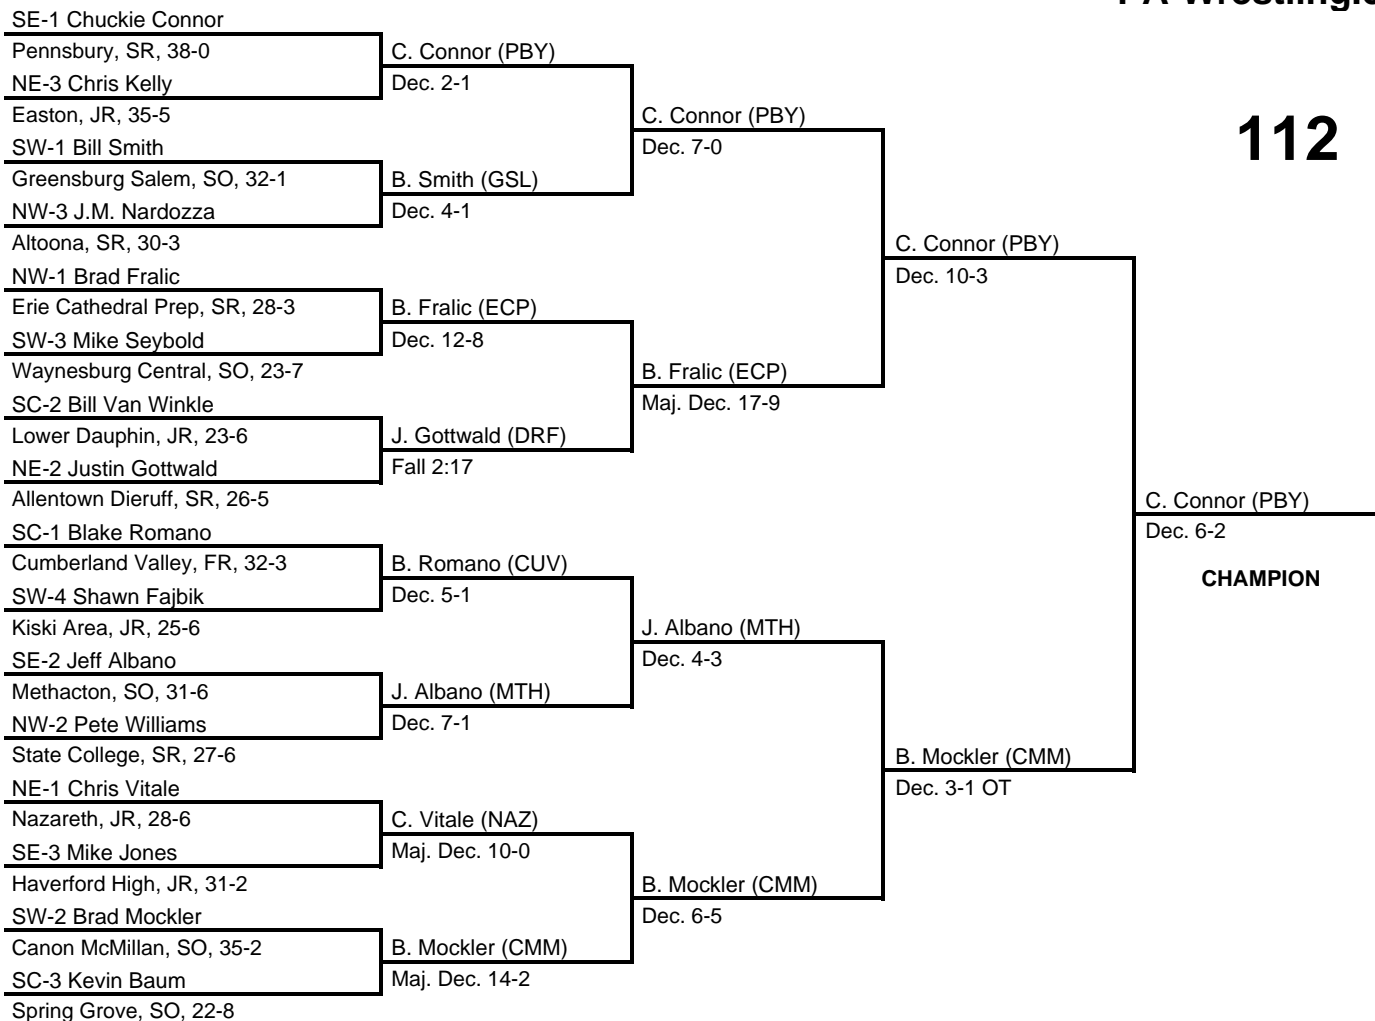 SE-1 Chuckie Connor
Pennsbury, SR, 38-0
NE-3 Chris Kelly
Easton, JR, 35-5
SW-1 Bill Smith
Greensburg Salem, SO, 32-1
NW-3 J.M. Nardozza
Altoona, SR, 30-3
NW-1 Brad Fralic
Erie Cathedral Prep, SR, 28-3
SW-3 Mike Seybold
Waynesburg Central, SO, 23-7
SC-2 Bill Van Winkle
Lower Dauphin, JR, 23-6
NE-2 Justin Gottwald
Allentown Dieruff, SR, 26-5
SC-1 Blake Romano
Cumberland Valley, FR, 32-3
SW-4 Shawn Fajbik
Kiski Area, JR, 25-6
SE-2 Jeff Albano
Methacton, SO, 31-6
NW-2 Pete Williams
State College, SR, 27-6
NE-1 Chris Vitale
Nazareth, JR, 28-6
SE-3 Mike Jones
Haverford High, JR, 31-2
SW-2 Brad Mockler
Canon McMillan, SO, 35-2
SC-3 Kevin Baum
Spring Grove, SO, 22-8
C. Connor (PBY)
Dec. 2-1
B. Smith (GSL)
Dec. 4-1
B. Fralic (ECP)
Dec. 12-8
J. Gottwald (DRF)
Fall 2:17
B. Romano (CUV)
Dec. 5-1
J. Albano (MTH)
Dec. 7-1
C. Vitale (NAZ)
Maj. Dec. 10-0
B. Mockler (CMM)
Maj. Dec. 14-2
C. Connor (PBY)
Dec. 7-0
B. Fralic (ECP)
Maj. Dec. 17-9
J. Albano (MTH)
Dec. 4-3
B. Mockler (CMM)
Dec. 6-5
C. Connor (PBY)
Dec. 10-3
B. Mockler (CMM)
Dec. 3-1 OT
112
C. Connor (PBY)
Dec. 6-2
CHAMPION